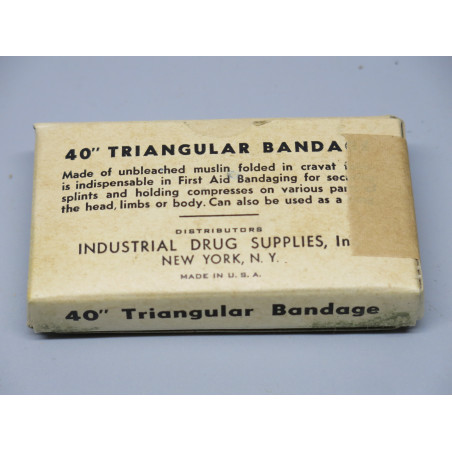 40" TRIANGULAR BANDA
Made of unbleached muslin folded in cravat
is indispensable in First Aid Bandaging for sec
splints and holding compresses on various par
the head, limbs or body. Can also be used as a
DISTRIBUTORS
INDUSTRIAL DRUG SUPPLIES, In
NEW YORK, N. Y.
MADE IN U. S. A.
40" Triangular Bandage